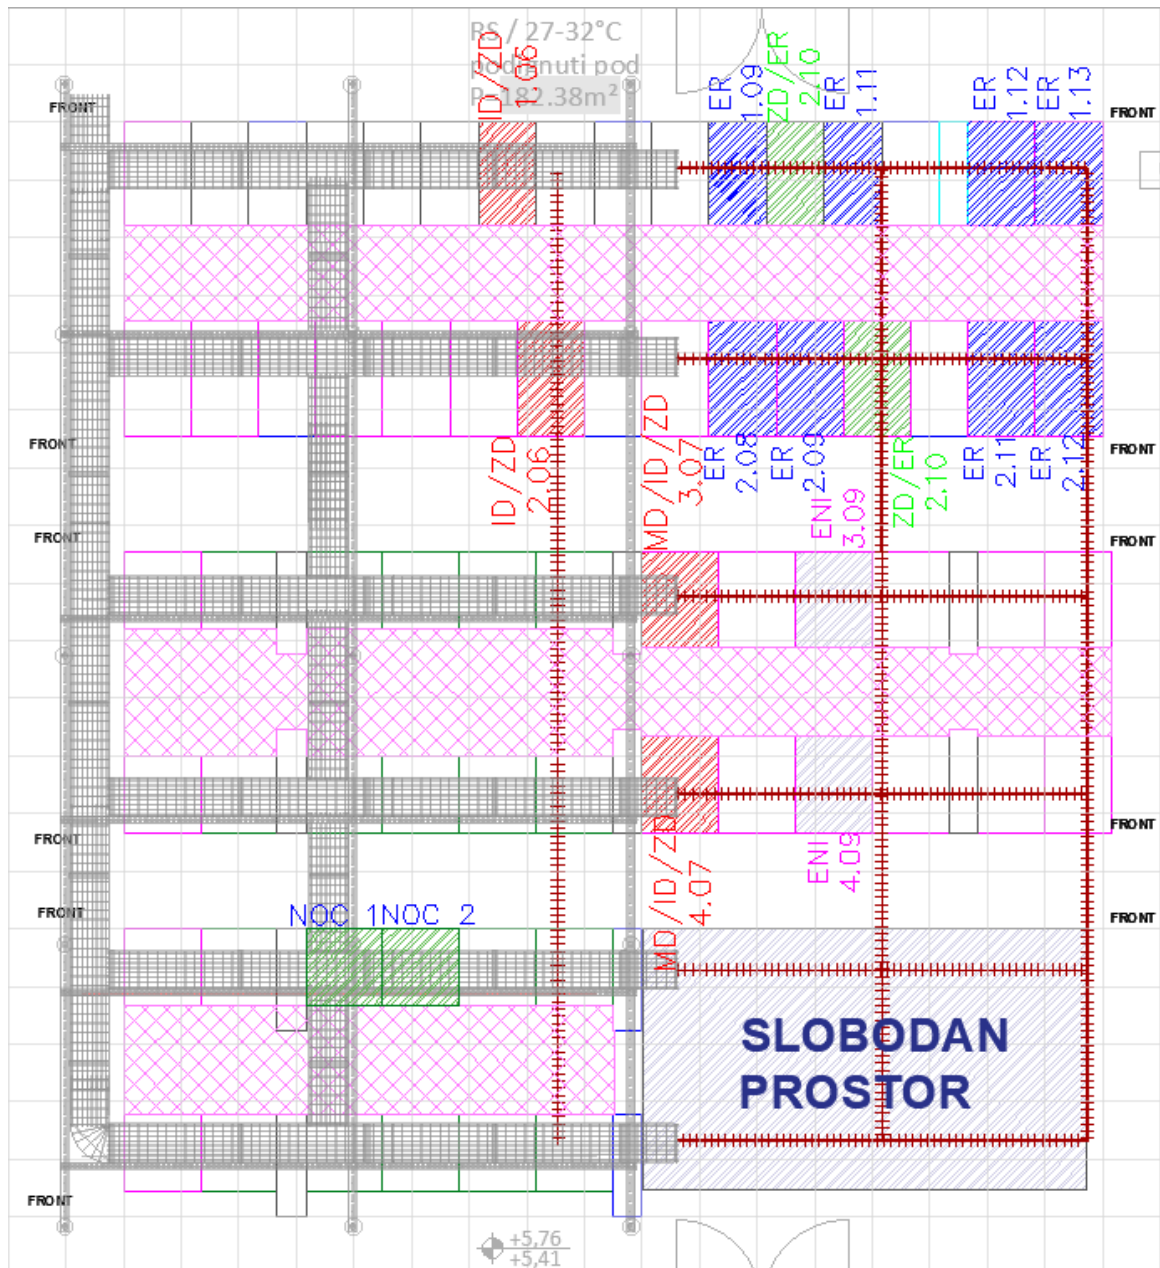 RS / 27-32°C
podignuti pod
P=182.38m²
ID/ZD
1.06
ER
1.09
ZD/ER
2.10
ER
1.11
ER
1.12
ER
1.13
FRONT
FRONT
FRONT
FRONT
ID/ZD
2.06
MD/ID/ZD
3.07
ER
2.08
ER
2.09
ZD/ER
2.10
ER
2.11
ER
2.12
ENI
3.09
FRONT
FRONT
FRONT
FRONT
MD/ID/ZD
4.07
ENI
4.09
FRONT
FRONT
NOC 1
NOC 2
SLOBODAN
PROSTOR
FRONT
+5,76
+5,41